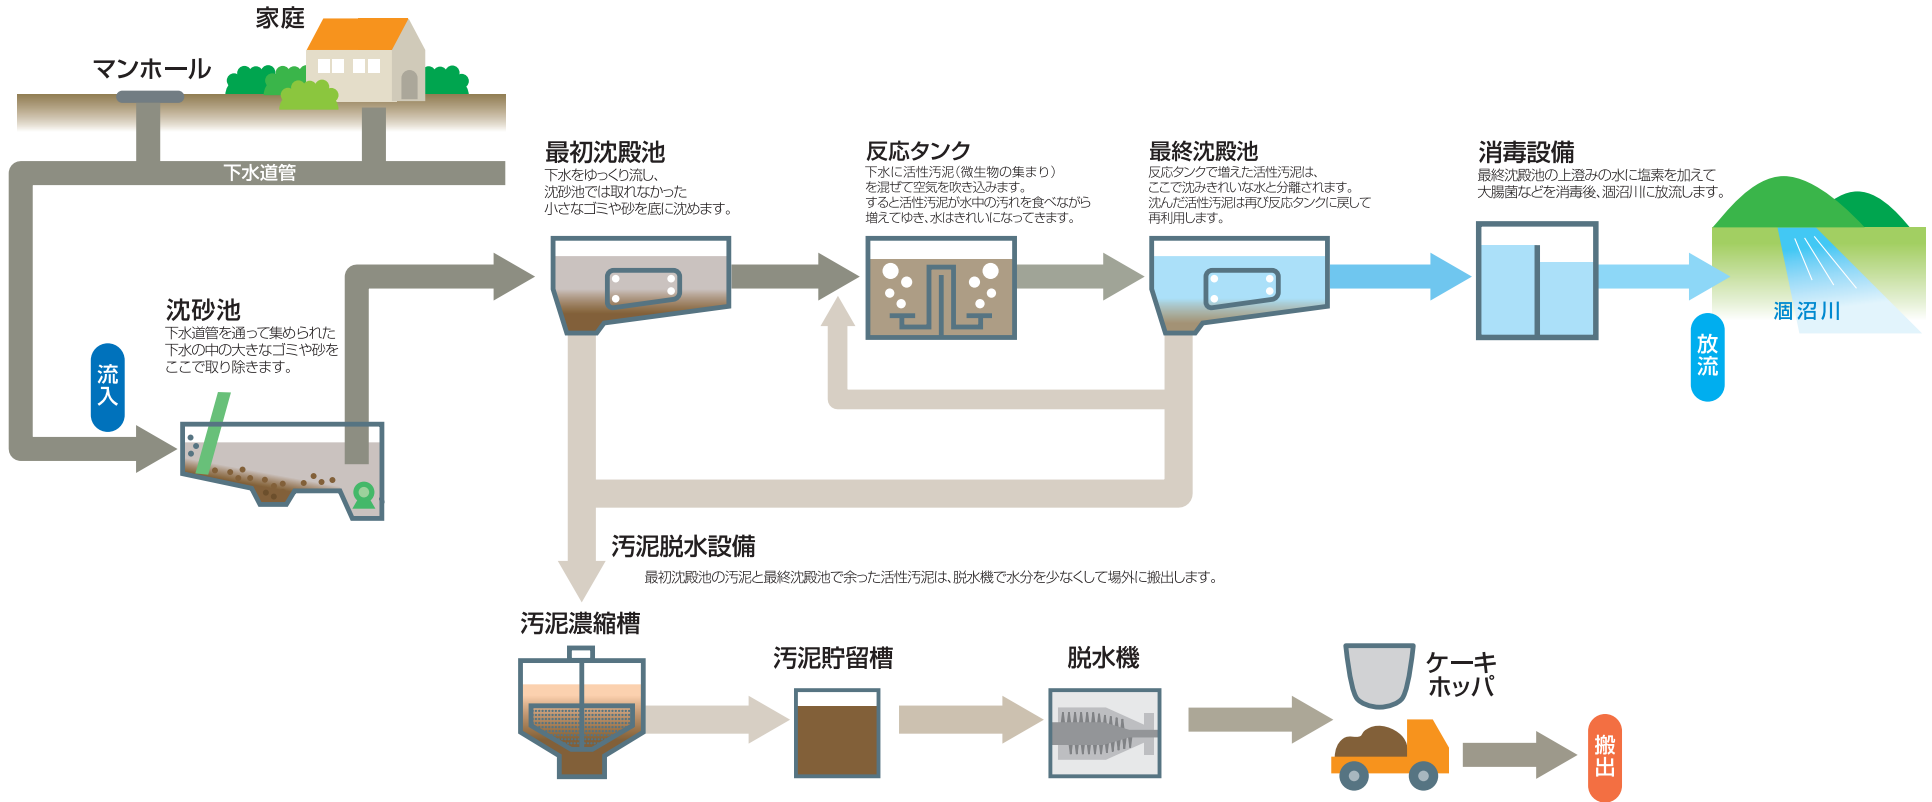 家庭
マンホール
下水道管
流入
沈砂池
下水道管を通って集められた
下水の中の大きなゴミや砂を
ここで取り除きます。
最初沈殿池
下水をゆっくり流し、
沈砂池では取れなかった
小さなゴミや砂を底に沈めます。
反応タンク
下水に活性汚泥(微生物の集まり)
を混ぜて空気を吹き込みます。
すると活性汚泥が水中の汚れを食べながら
増えてゆき、水はきれいになってきます。
最終沈殿池
反応タンクで増えた活性汚泥は、
ここで沈みきれいな水と分離されます。
沈んだ活性汚泥は再び反応タンクに戻して
再利用します。
消毒設備
最終沈殿池の上澄みの水に塩素を加えて
大腸菌などを消毒後、涸沼川に放流します。
涸沼川
放流
汚泥脱水設備
最初沈殿池の汚泥と最終沈殿池で余った活性汚泥は、脱水機で水分を少なくして場外に搬出します。
汚泥濃縮槽
汚泥貯留槽
脱水機
ケーキ
ホッパ
搬出